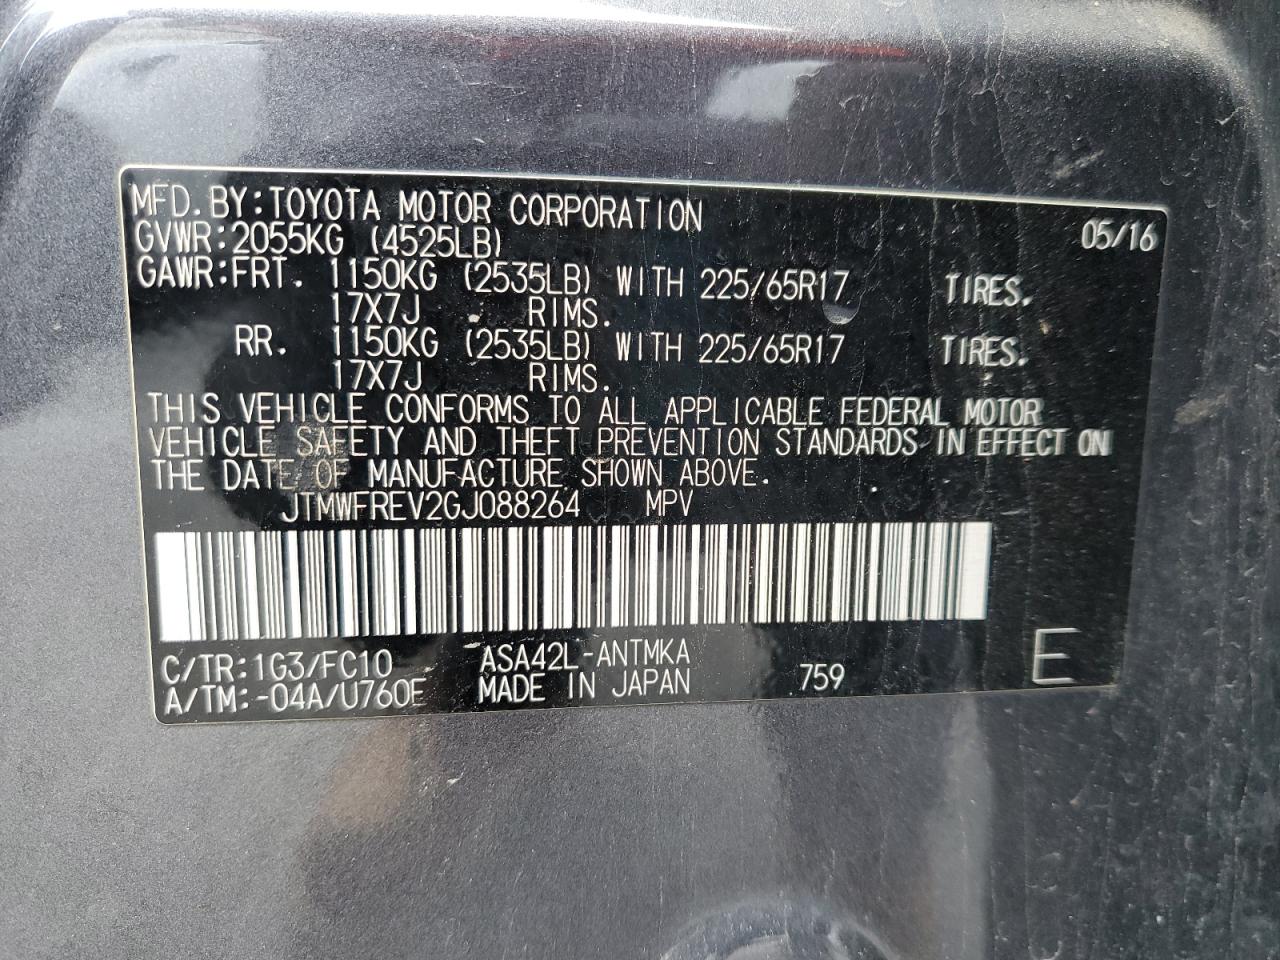 MFD. BY: TOYOTA MOTOR CORPORATION 05/16
GVWR: 2055KG (4525LB)
GAWR: FRT. 1150KG (2535LB) WITH 225/65R17 TIRES.
17X7J RIMS.
RR. 1150KG (2535LB) WITH 225/65R17 TIRES.
17X7J RIMS.
THIS VEHICLE CONFORMS TO ALL APPLICABLE FEDERAL MOTOR
VEHICLE SAFETY AND THEFT PREVENTION STANDARDS IN EFFECT ON
THE DATE OF MANUFACTURE SHOWN ABOVE.
JTMWFREV2GJ088264 MPV
C/TR: 1G3/FC10 ASA42L-ANTMKA
A/TM: -04A/U760E MADE IN JAPAN 759 E